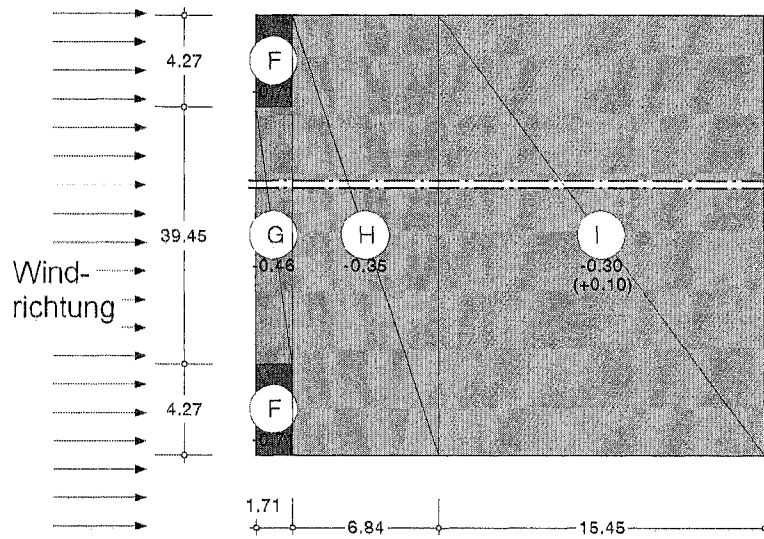 4.27
F
39.45
G
-0.46
H
-0.35
I
-0.30
(+0.10)
Wind-
richtung
4.27
F
1.71
6.84
15.45